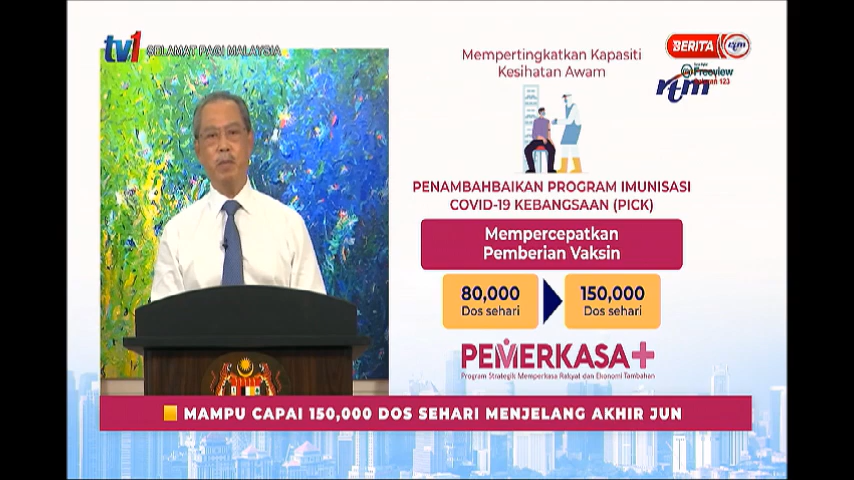 tv1
SELAMAT PAGI MALAYSIA
BERITA rtm
Freeview
rtm
123
Mempertingkatkan Kapasiti
Kesihatan Awam
PENAMBAHBAIKAN PROGRAM IMUNISASI
COVID-19 KEBANGSAAN (PICK)
Mempercepatkan
Pemberian Vaksin
80,000
Dos sehari
150,000
Dos sehari
PEMERKASA+
Program Strategik Memperkasa Rakyat dan Ekonomi Tambahan
MAMPU CAPAI 150,000 DOS SEHARI MENJELANG AKHIR JUN